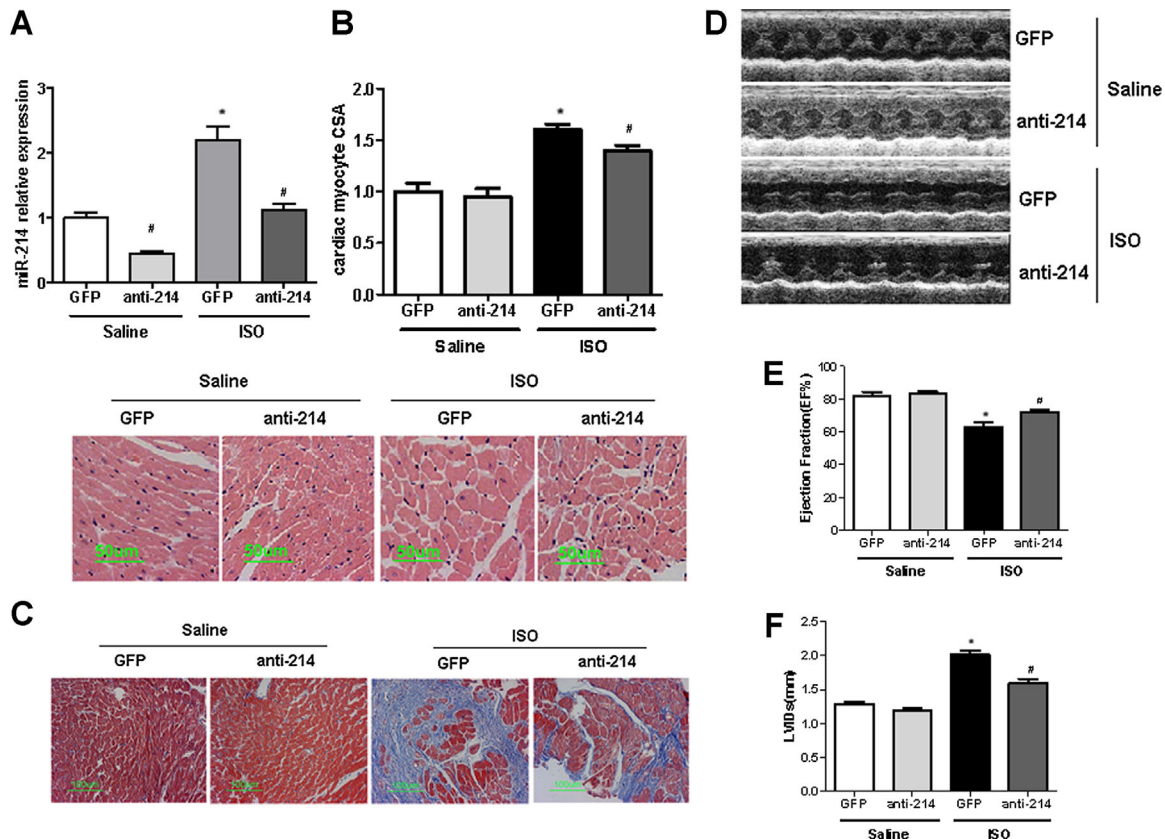 A
miR-214 relative expression
3
2
1
0
*
#
#
GFP anti-214 GFP anti-214
Saline ISO
B
cardiac myocyte CSA
2.0
1.5
1.0
0.5
0.0
*
#
GFP anti-214 GFP anti-214
Saline ISO
Saline ISO
GFP anti-214 GFP anti-214
50um 50um 50um 50um
C
Saline ISO
GFP anti-214 GFP anti-214
100um 100um 100um 100um
D
GFP
anti-214
Saline
GFP
anti-214
ISO
E
Ejection Fraction(EF%)
100
80
60
40
20
0
*
#
GFP anti-214 GFP anti-214
Saline ISO
F
LVIDs(mm)
2.5
2.0
1.5
1.0
0.5
0.0
*
#
GFP anti-214 GFP anti-214
Saline ISO